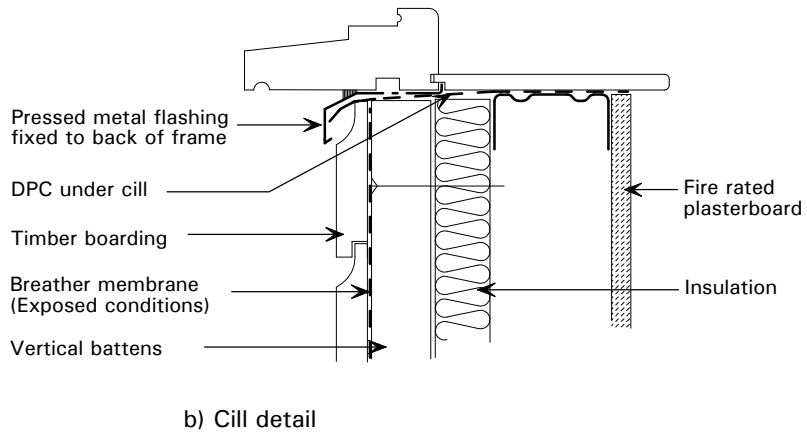 Pressed metal flashing
fixed to back of frame
DPC under cill
Timber boarding
Breather membrane
(Exposed conditions)
Vertical battens
Fire rated
plasterboard
Insulation
b) Cill detail